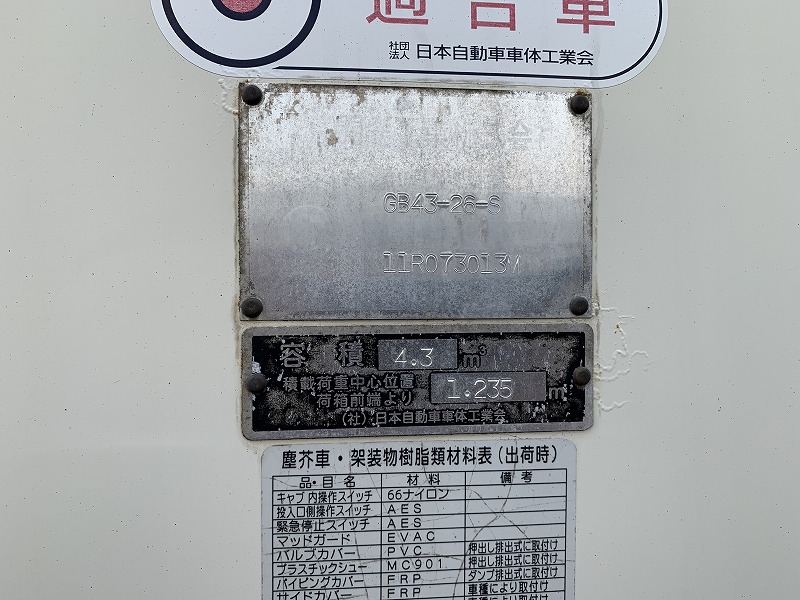 適合車
社団法人 日本自動車車体工業会
GB43-26-S
11R073013M
容積 4.3 m³
積載荷重中心位置
荷箱前端より 1.235 m
(社)日本自動車車体工業会
塵芥車・架装物樹脂類材料表(出荷時)
品・目名 材料 備考
キャブ内操作スイッチ 66ナイロン
投入口側操作スイッチ AES
緊急停止スイッチ AES
マッドガード EVAC
バルブカバー PVC 押出し排出式に取付け
プラスチックシュー MC901 押出し排出式に取付け
パイピングカバー FRP ダンプ排出式に取付け
サイドカバー FRP 車種により取付け